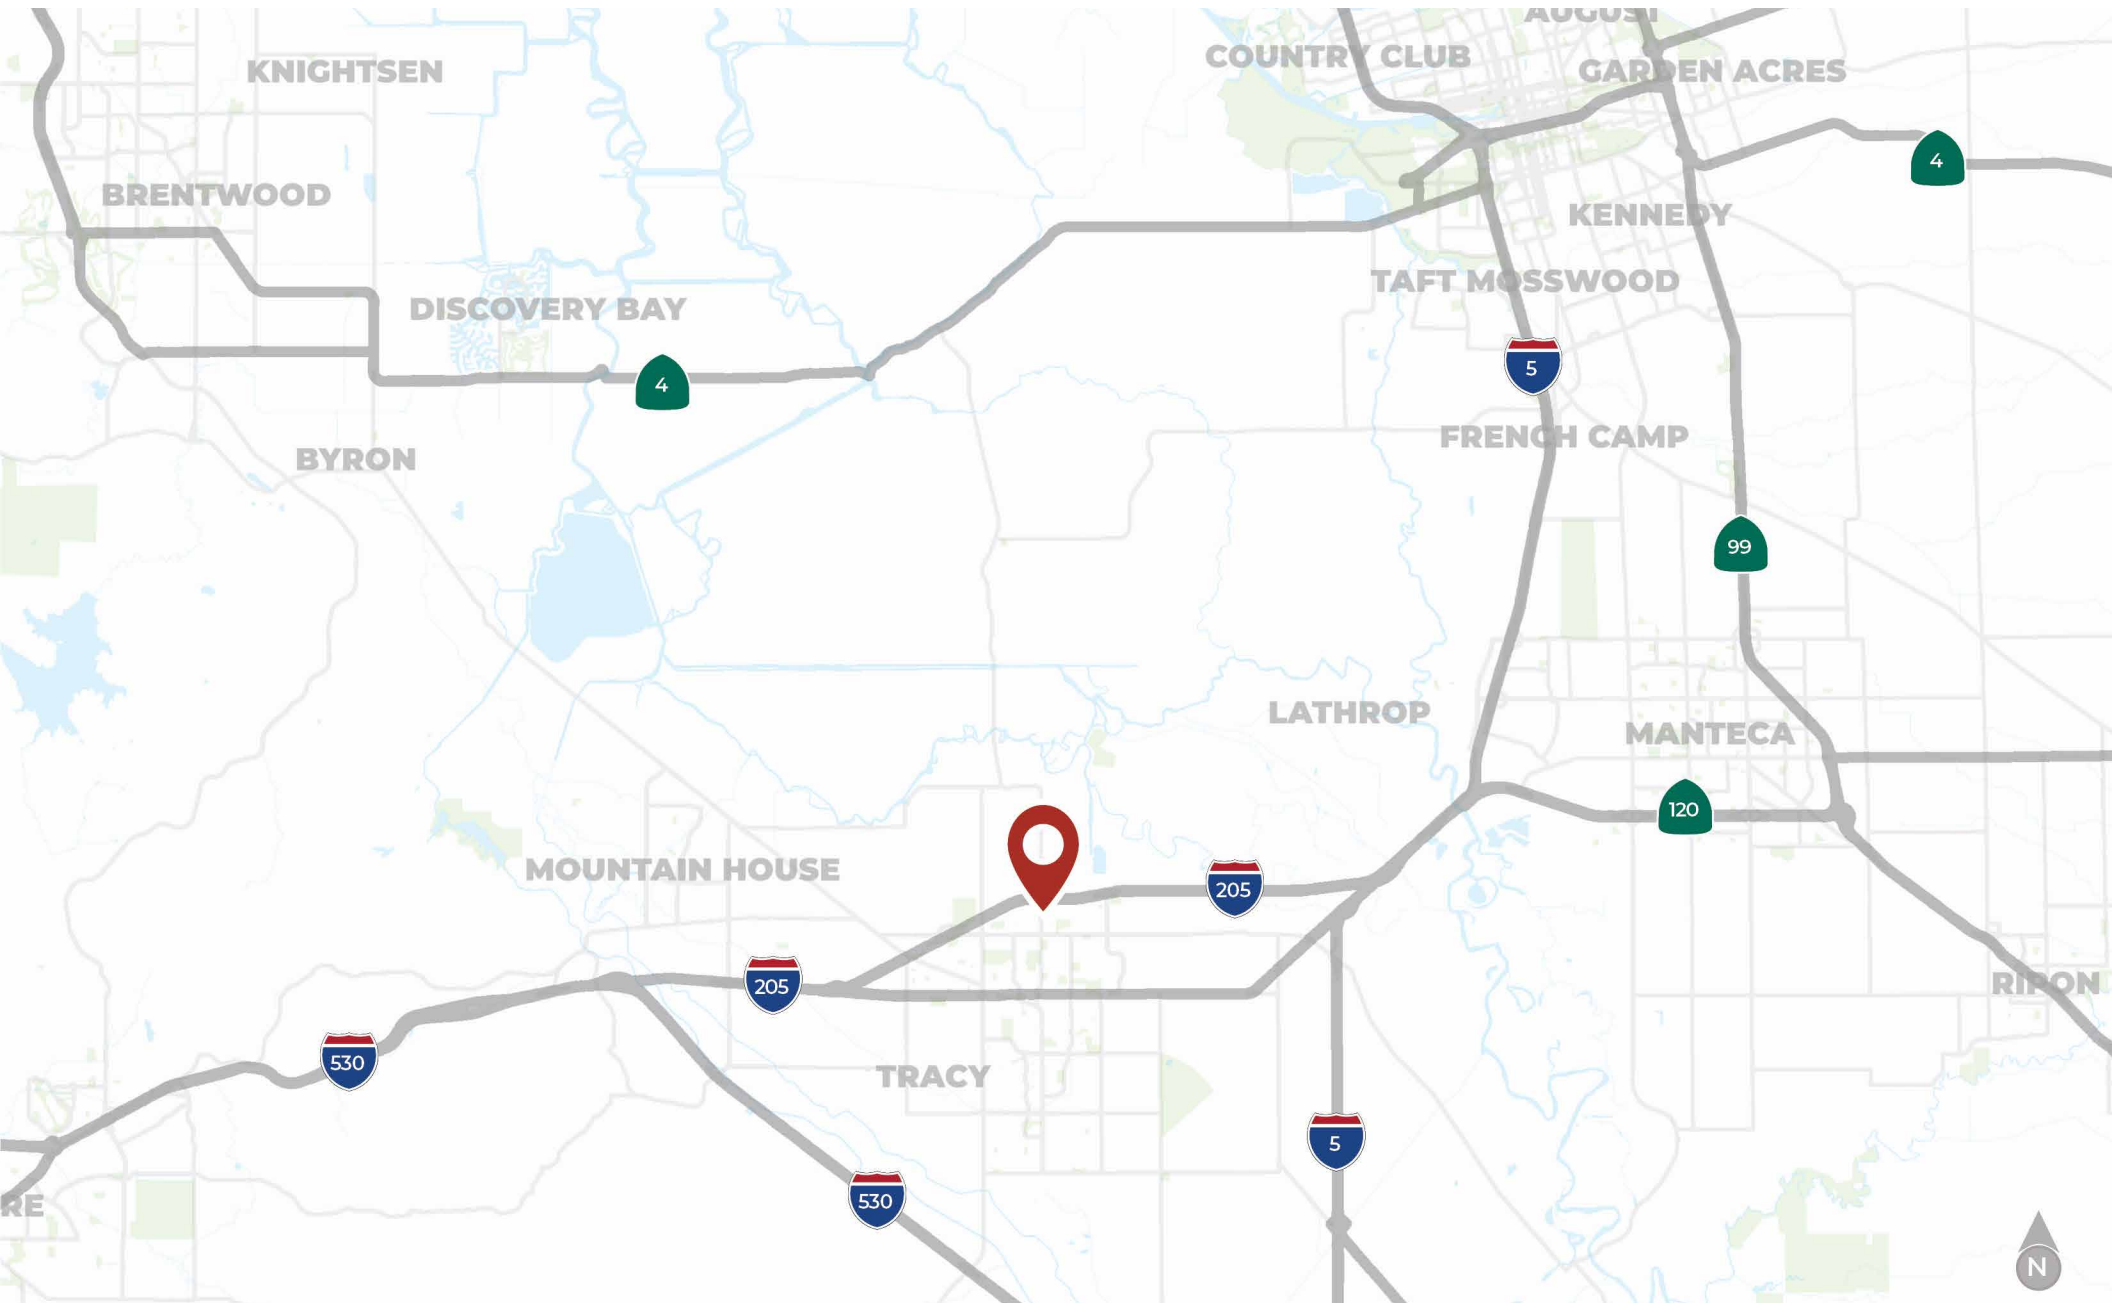 AUGUST
COUNTRY CLUB
KNIGHTSEN
GARDEN ACRES
4
BRENTWOOD
KENNEDY
TAFT MOSSWOOD
DISCOVERY BAY
5
4
FRENCH CAMP
BYRON
99
LATHROP
MANTECA
120
MOUNTAIN HOUSE
205
205
RIPON
530
TRACY
5
530
RE
N